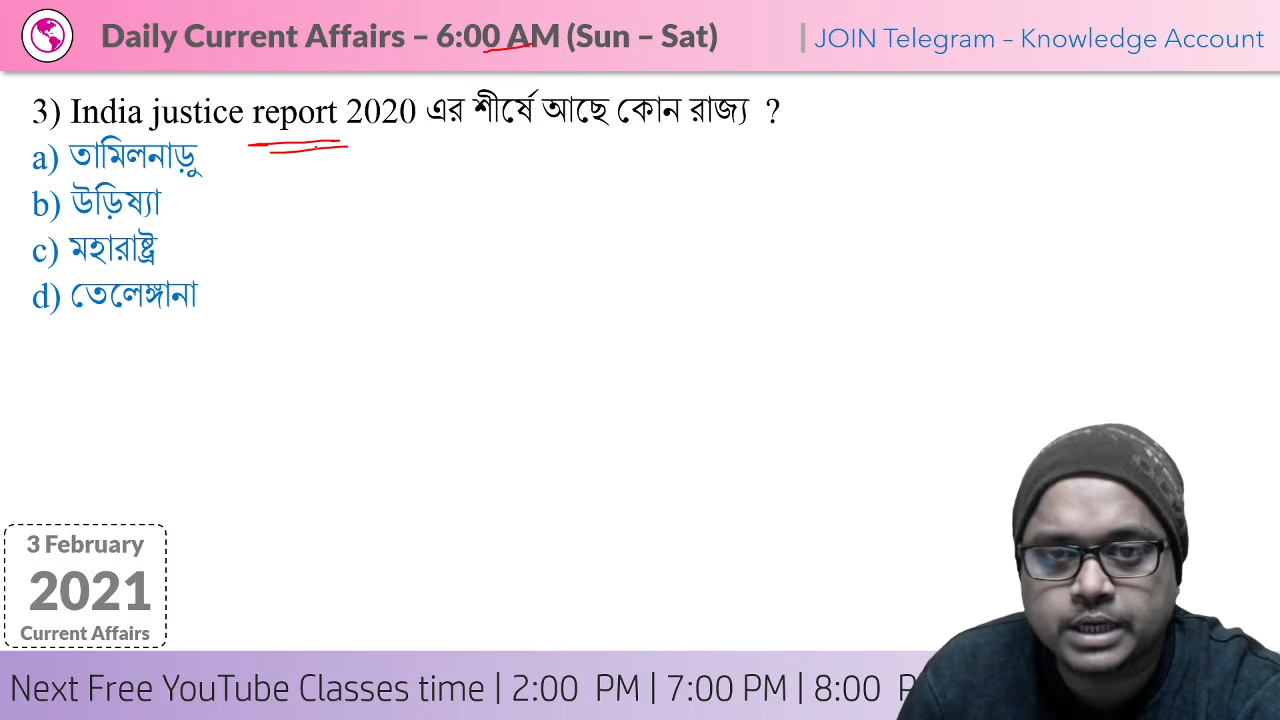 Daily Current Affairs – 6:00 AM (Sun – Sat)
JOIN Telegram – Knowledge Account
3) India justice report 2020 এর শীর্ষে আছে কোন রাজ্য ?
a) তামিলনাড়ু
b) উড়িষ্যা
c) মহারাষ্ট্র
d) তেলেঙ্গানা
3 February
2021
Current Affairs
Next Free YouTube Classes time | 2:00 PM | 7:00 PM | 8:00